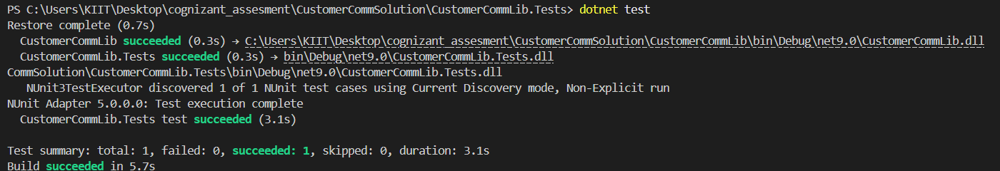 PS C:\Users\KIIT\Desktop\cognizant_assesment\CustomerCommSolution\CustomerCommLib.Tests> dotnet test
Restore complete (0.7s)
  CustomerCommLib succeeded (0.3s) → C:\Users\KIIT\Desktop\cognizant_assesment\CustomerCommSolution\CustomerCommLib\bin\Debug\net9.0\CustomerCommLib.dll
  CustomerCommLib.Tests succeeded (0.3s) → bin\Debug\net9.0\CustomerCommLib.Tests.dll
CommSolution\CustomerCommLib.Tests\bin\Debug\net9.0\CustomerCommLib.Tests.dll
   NUnit3TestExecutor discovered 1 of 1 NUnit test cases using Current Discovery mode, Non-Explicit run
NUnit Adapter 5.0.0.0: Test execution complete
  CustomerCommLib.Tests test succeeded (3.1s)

Test summary: total: 1, failed: 0, succeeded: 1, skipped: 0, duration: 3.1s
Build succeeded in 5.7s